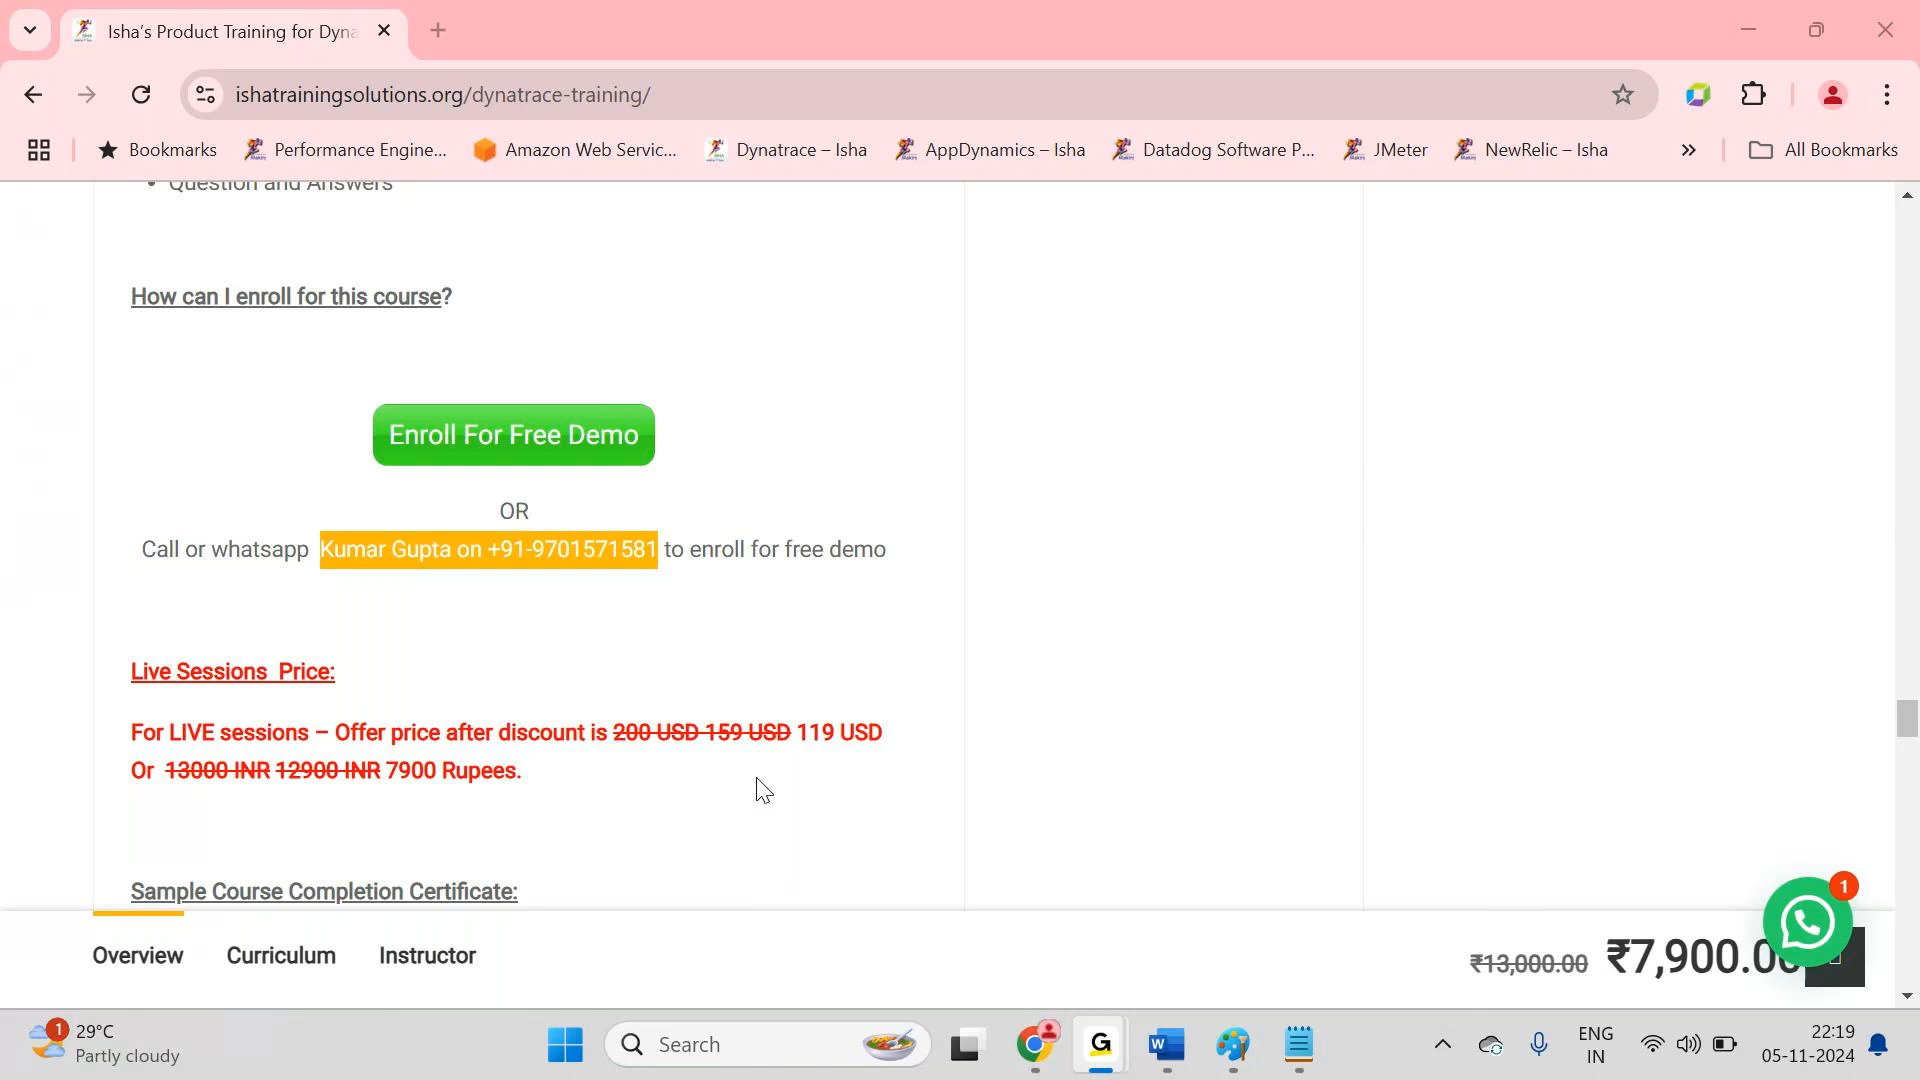 Isha's Product Training for Dyna
ishatrainingsolutions.org/dynatrace-training/
Bookmarks
Performance Engine...
Amazon Web Servic...
Dynatrace – Isha
AppDynamics – Isha
Datadog Software P...
JMeter
NewRelic – Isha
All Bookmarks
Question and Answers
How can I enroll for this course?
Enroll For Free Demo
OR
Call or whatsapp Kumar Gupta on +91-9701571581 to enroll for free demo
Live Sessions Price:
For LIVE sessions – Offer price after discount is 200 USD 159 USD 119 USD
Or 13000 INR 12900 INR 7900 Rupees.
Sample Course Completion Certificate:
1
Overview
Curriculum
Instructor
₹13,000.00
₹7,900.00
1
29°C
Partly cloudy
Search
G
W
ENG
IN
22:19
05-11-2024